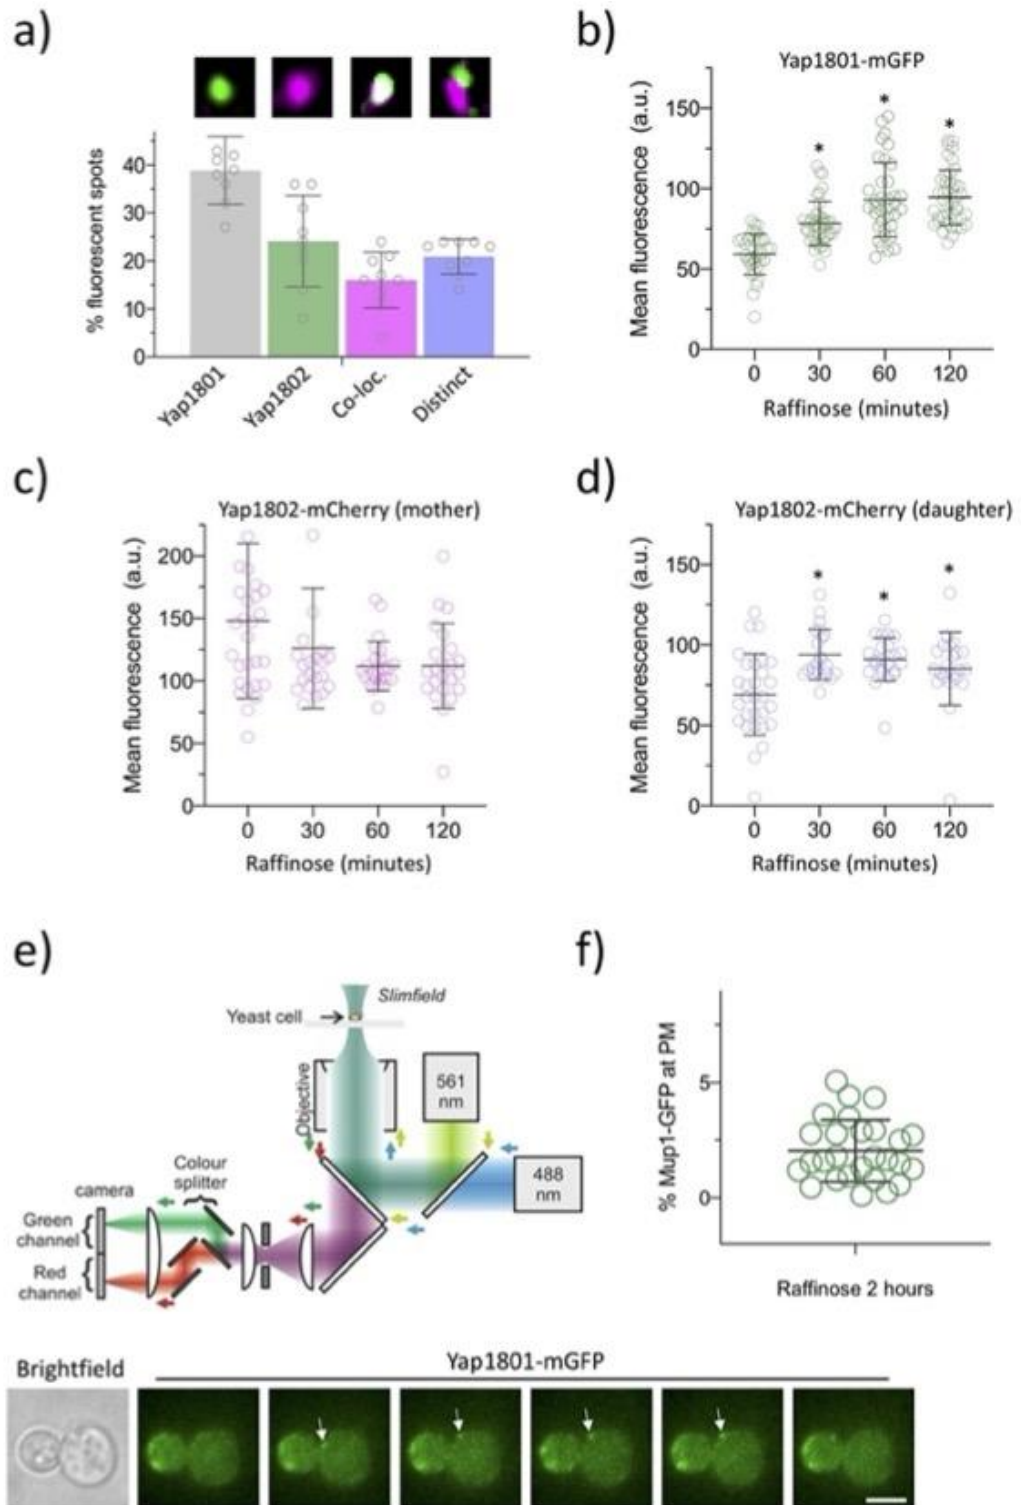 a)
% fluorescent spots
40
30
20
10
0
Yap1801
Yap1802
Co-loc.
Distinct
b)
Yap1801-mGFP
Mean fluorescence (a.u.)
150
100
50
0
* * *
0 30 60 120
Raffinose (minutes)
c)
Yap1802-mCherry (mother)
Mean fluorescence (a.u.)
200
150
100
50
0
0 30 60 120
Raffinose (minutes)
d)
Yap1802-mCherry (daughter)
Mean fluorescence (a.u.)
150
100
50
0
* * *
0 30 60 120
Raffinose (minutes)
e)
Slimfield
Yeast cell
Objective
561
nm
488
nm
Colour
splitter
camera
Green
channel
Red
channel
f)
% Mup1-GFP at PM
5
0
Raffinose 2 hours
Brightfield
Yap1801-mGFP